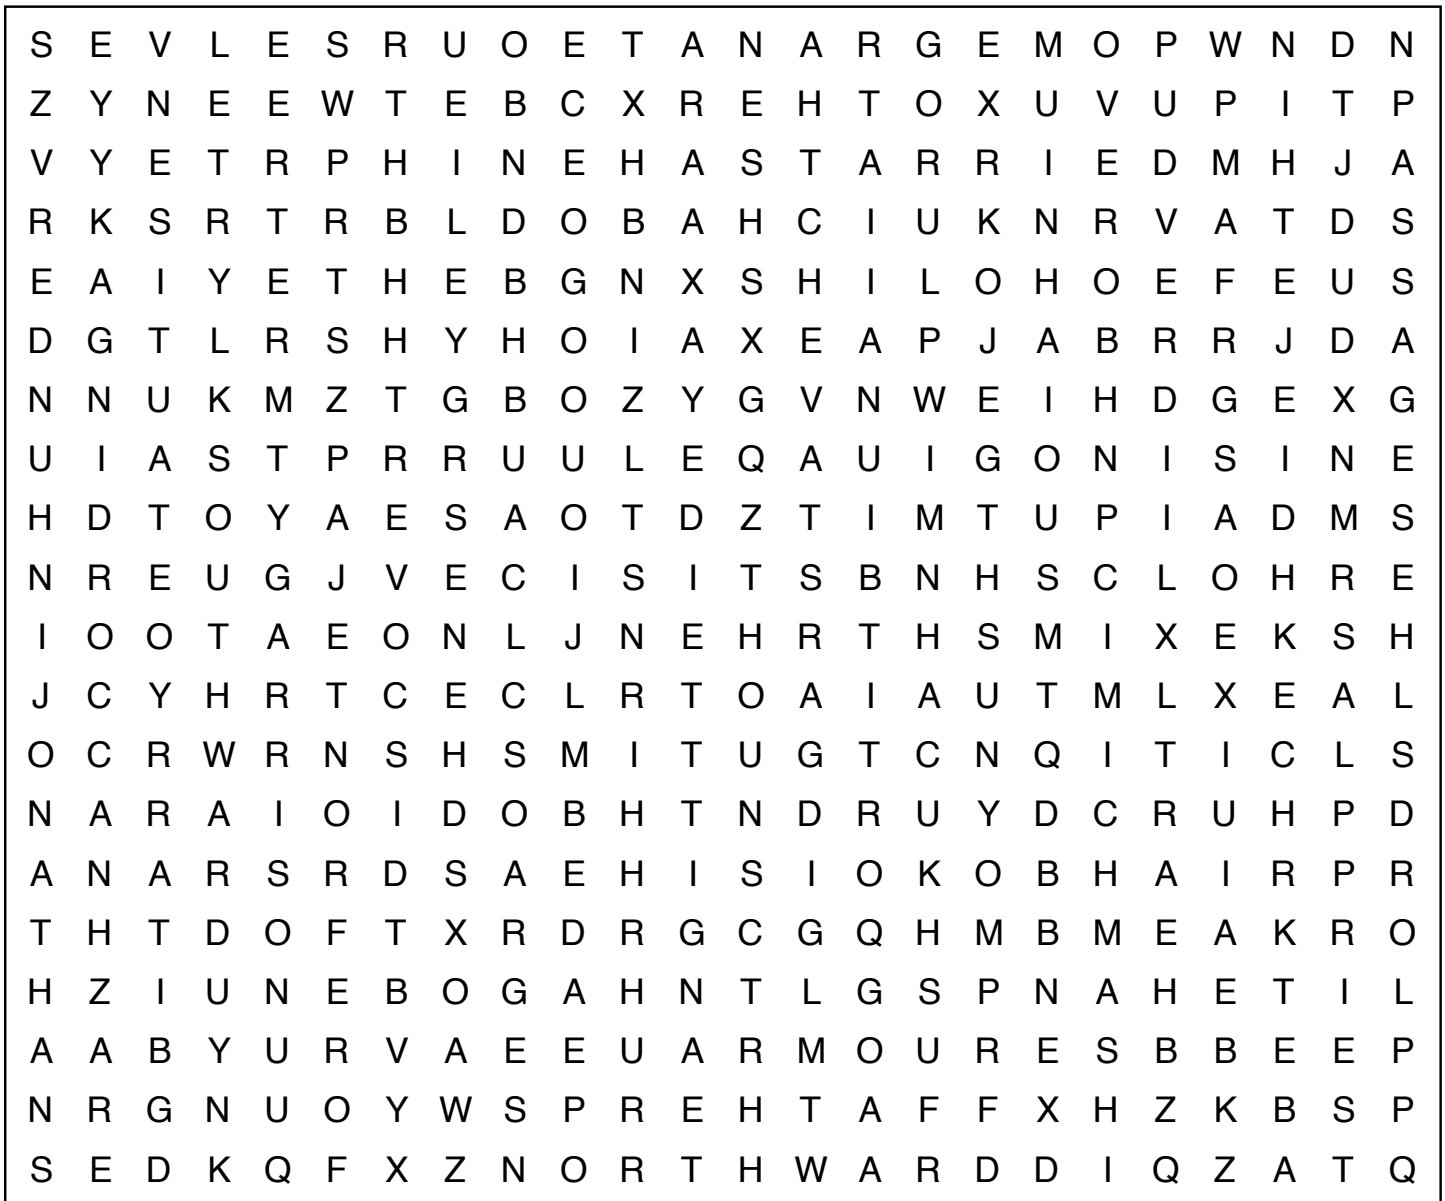 S E V L E S R U O E T A N A R G E M O P W N D N
Z Y N E E W T E B C X R E H T O X U V U P I T P
V Y E T R P H I N E H A S T A R R I E D M H J A
R K S R T R B L D O B A H C I U K N R V A T D S
E A I Y E T H E B G N X S H I L O H O E F E U S
D G T L R S H Y H O I A X E A P J A B R R J D A
N N U K M Z T G B O Z Y G V N W E I H D G E X G
U I A S T P R R U U L E Q A U I G O N I S I N E
H D T O Y A E S A O T D Z T I M T U P I A D M S
N R E U G J V E C I S I T S B N H S C L O H R E
I O O T A E O N L J N E H R T H S M I X E K S H
J C Y H R T C E C L R T O A I A U T M L X E A L
O C R W R N S H S M I T U G T C N Q I T I C L S
N A R A I O I D O B H T N D R U Y D C R U H P D
A N A R S R D S A E H I S I O K O B H A I R P R
T H T D O F T X R D R G C G Q H M B M E A K R O
H Z I U N E B O G A H N T L G S P N A H E T I L
A A B Y U R V A E E U A R M O U R E S B B E E P
N R G N U O Y W S P R E H T A F F X H Z K B S P
S E D K Q F X Z N O R T H W A R D D I Q Z A T Q